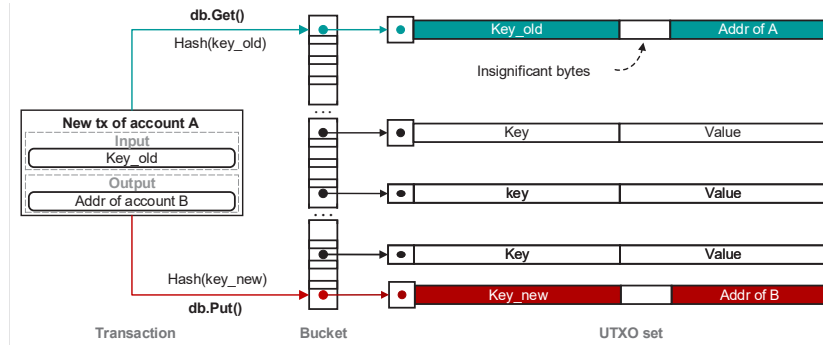 db.Get()
Hash(key_old)
Key_old
Addr of A
Insignificant bytes
...
New tx of account A
Input
Key_old
Output
Addr of account B
Key
Value
key
Value
...
Key
Value
Hash(key_new)
db.Put()
Key_new
Addr of B
Transaction
Bucket
UTXO set